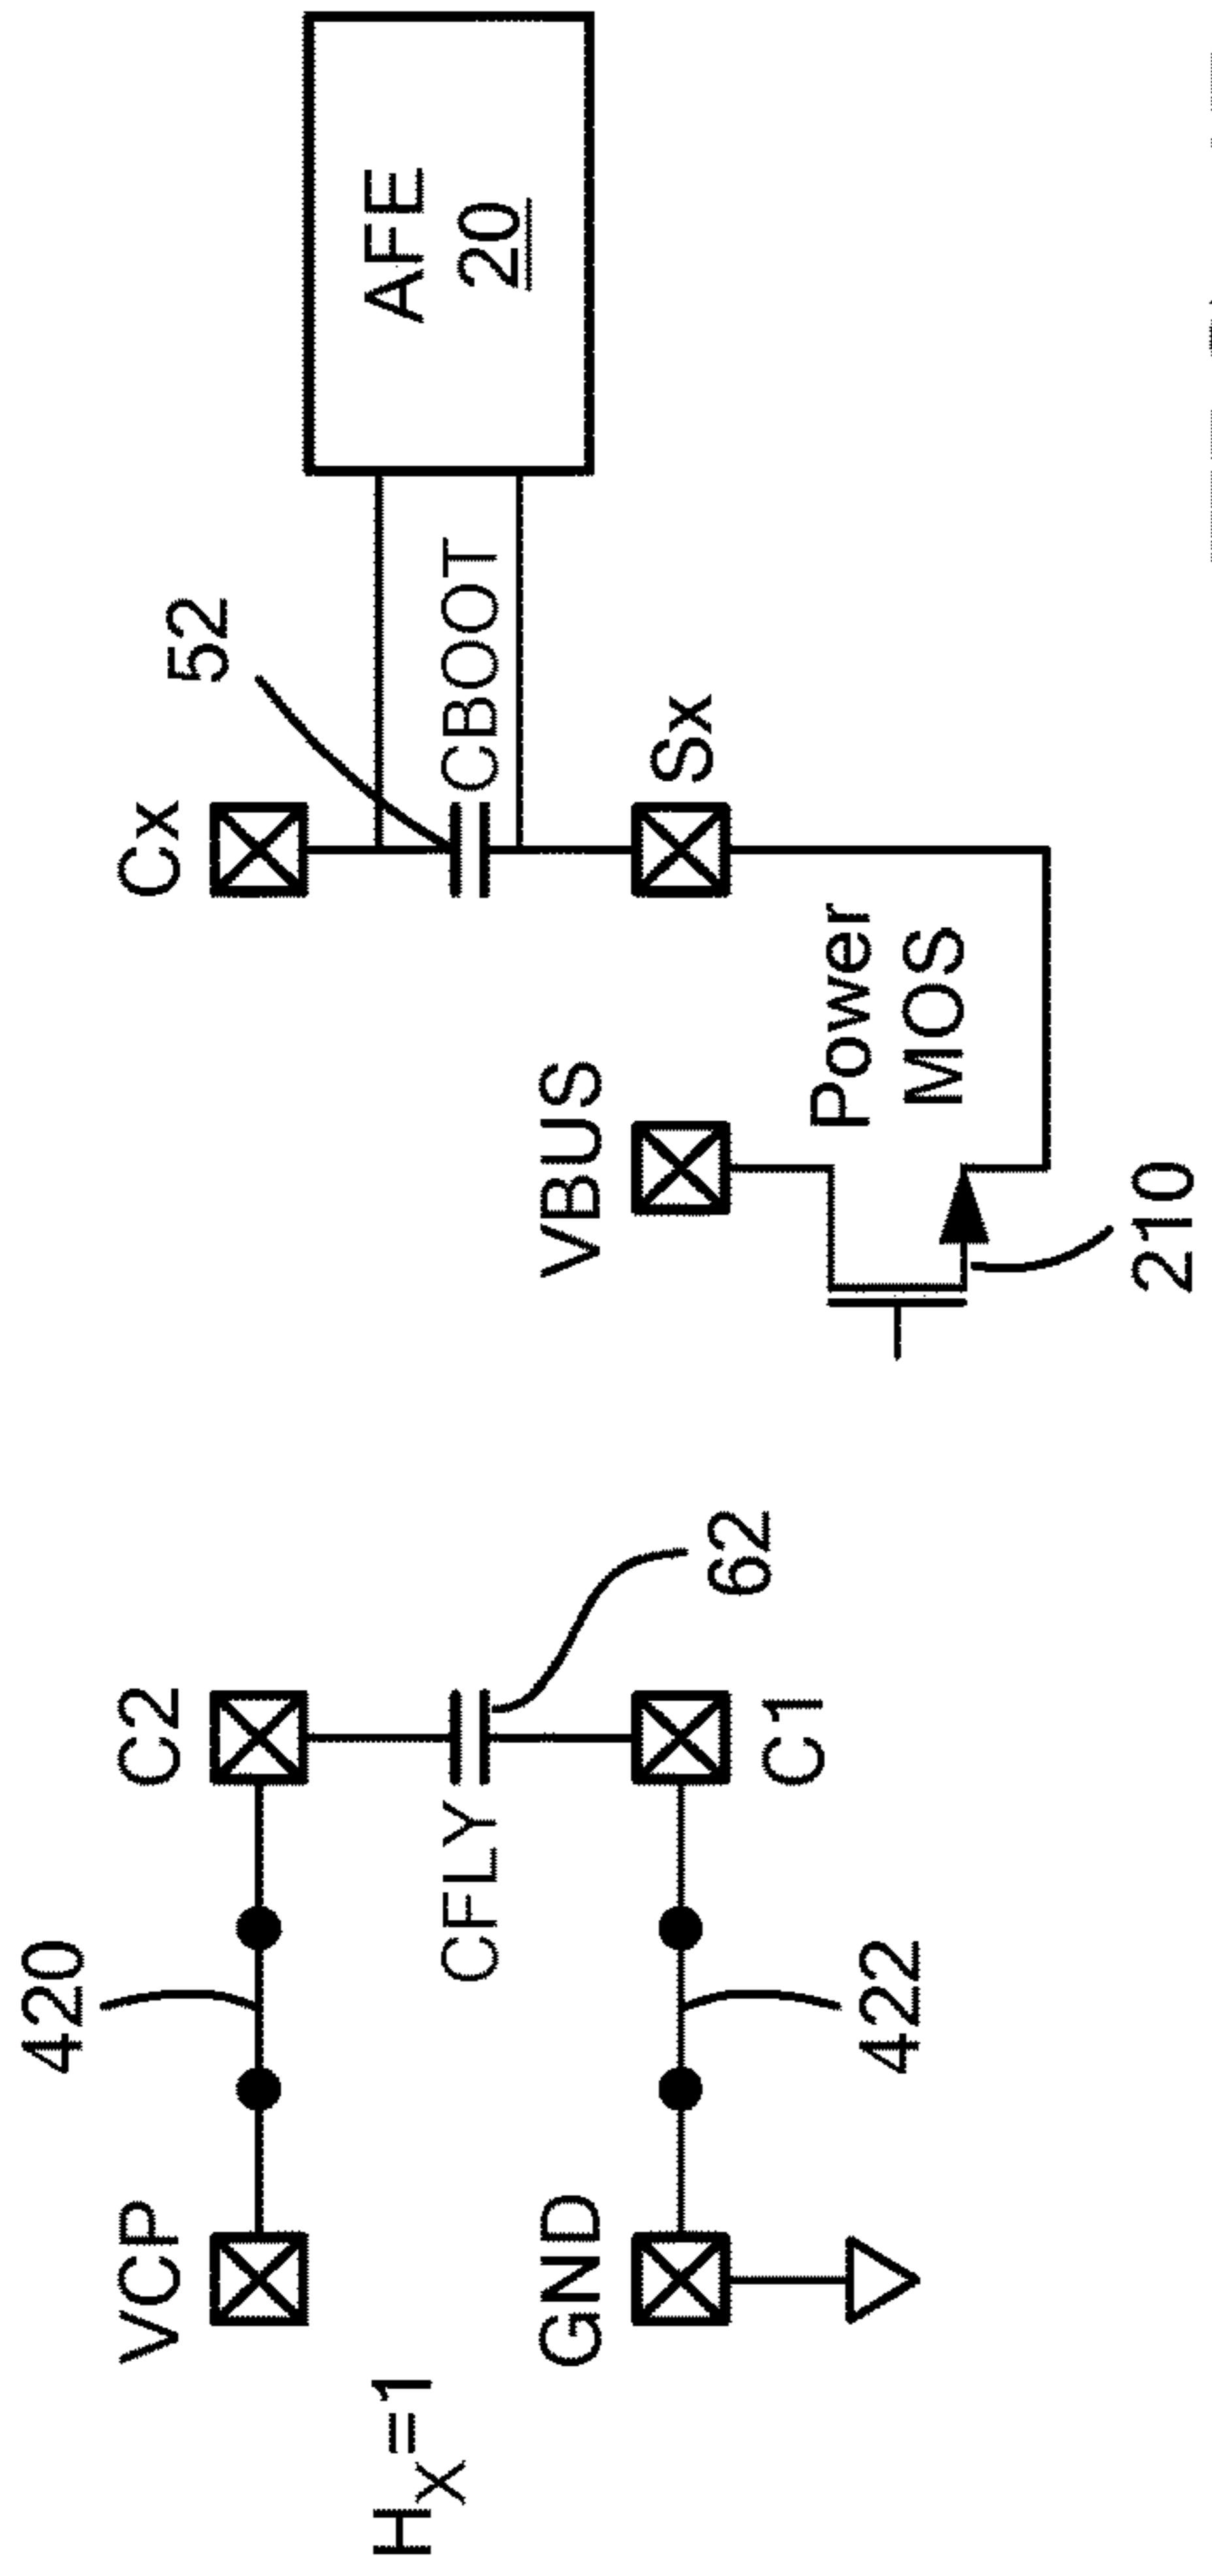 420
VCP
C2
Cx
52
H
X
=1
CFLY
CBOOT
AFE
20
GND
VBUS
Sx
62
C1
Power
MOS
422
210